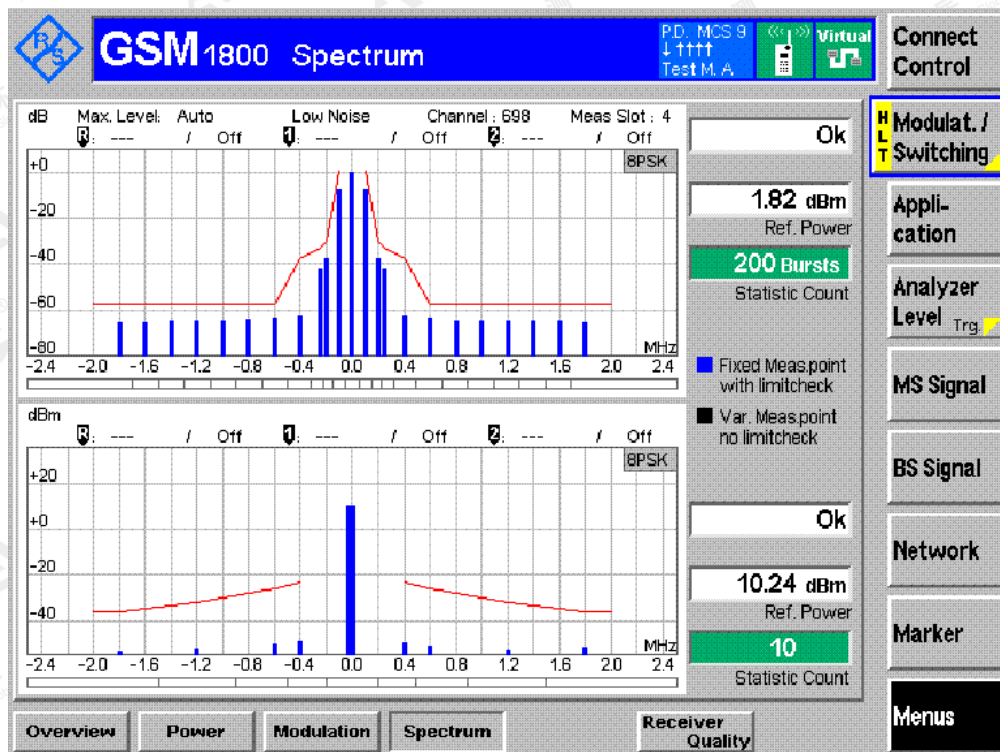 R/S
GSM 1800 Spectrum
P.D. MCS 9
Test M. A
Virtual
Connect
Control
dB Max. Level: Auto Low Noise Channel : 698 Meas Slot : 4
R : --- / Off 1 : --- / Off 2 : --- / Off
8PSK
+0
-20
-40
-60
-80
MHz
-2.4 -2.0 -1.6 -1.2 -0.8 -0.4 0.0 0.4 0.8 1.2 1.6 2.0 2.4
Ok
1.82 dBm
Ref. Power
200 Bursts
Statistic Count
Fixed Meas.point
with limitcheck
Var. Meas.point
no limitcheck
dBm
R : --- / Off 1 : --- / Off 2 : --- / Off
8PSK
+20
+0
-20
-40
MHz
-2.4 -2.0 -1.6 -1.2 -0.8 -0.4 0.0 0.4 0.8 1.2 1.6 2.0 2.4
Ok
10.24 dBm
Ref. Power
10
Statistic Count
HLT
Modulat. /
Switching
Appli-
cation
Analyzer
Level Trg.
MS Signal
BS Signal
Network
Marker
Menus
Overview Power Modulation Spectrum Receiver
Quality